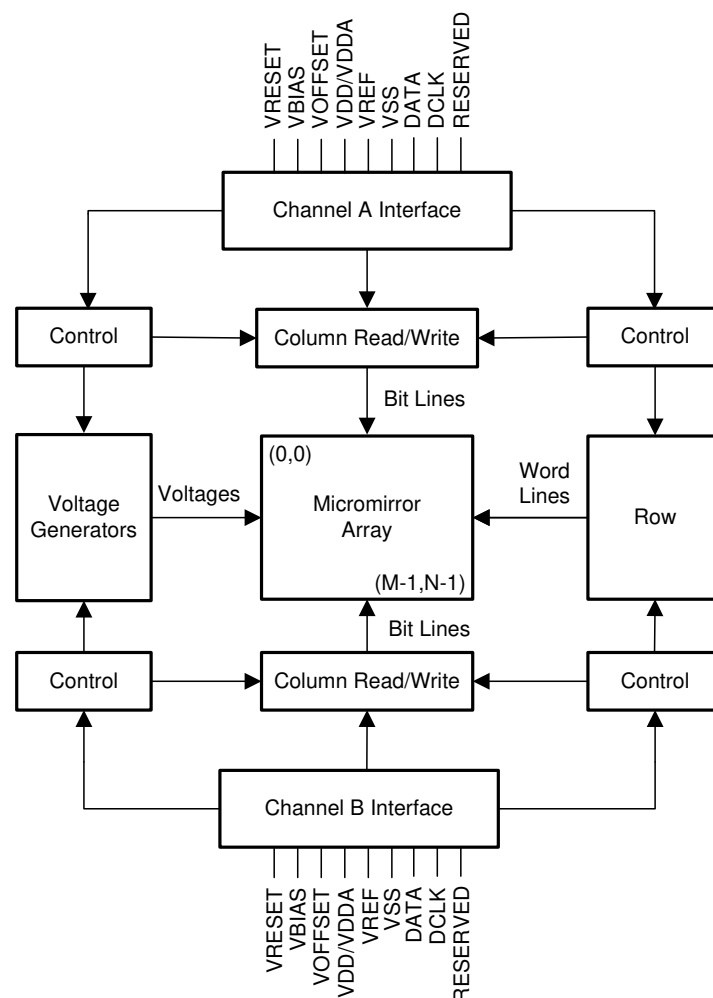 VRESET
VBIAS
VOFFSET
VDD/VDDA
VREF
VSS
DATA
DCLK
RESERVED
Channel A Interface
Control
Column Read/Write
Control
Bit Lines
Voltage
Generators
Voltages
(0,0)
Micromirror
Array
(M-1,N-1)
Word
Lines
Row
Bit Lines
Control
Column Read/Write
Control
Channel B Interface
VRESET
VBIAS
VOFFSET
VDD/VDDA
VREF
VSS
DATA
DCLK
RESERVED